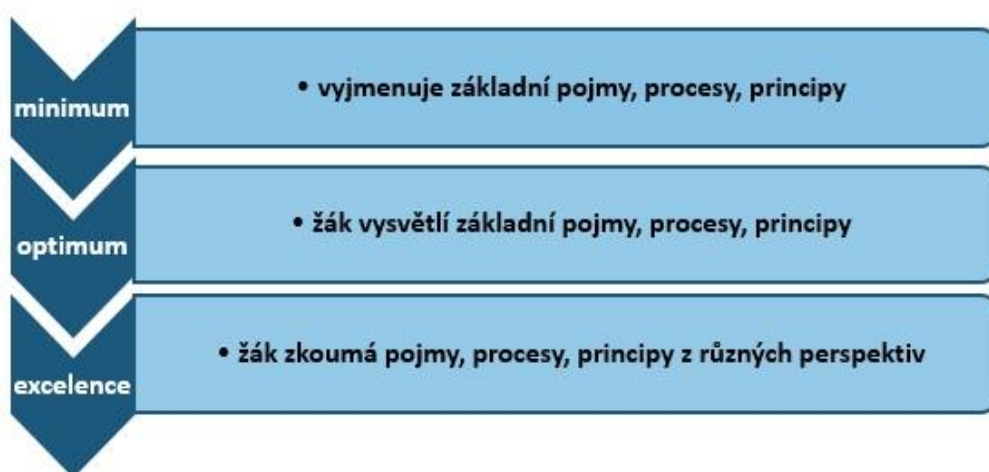 minimum
• vyjmenuje základní pojmy, procesy, principy
optimum
• žák vysvětlí základní pojmy, procesy, principy
excelence
• žák zkoumá pojmy, procesy, principy z různých perspektiv